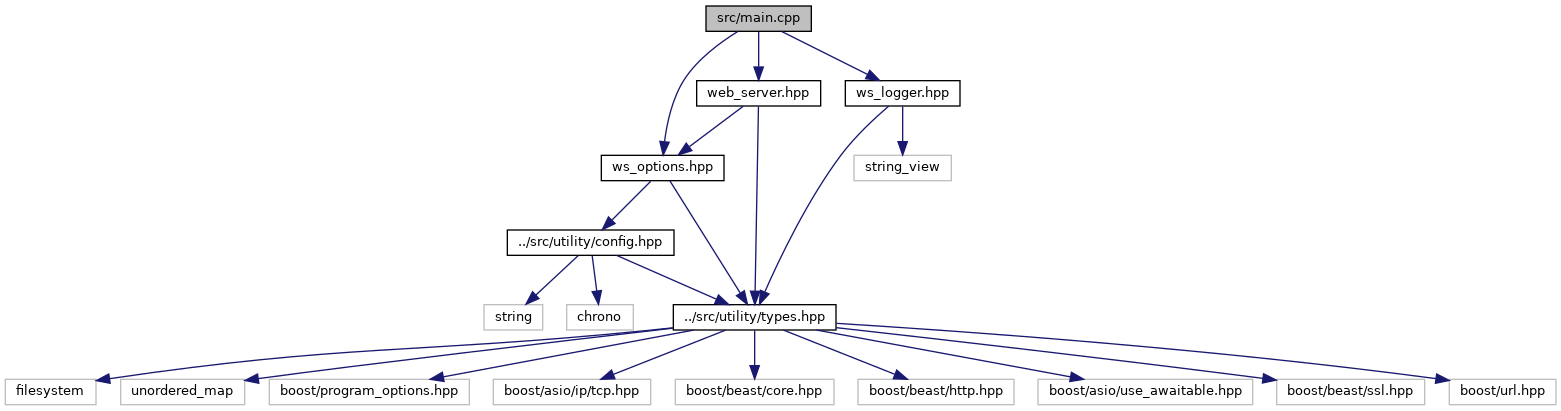 src/main.cpp
web_server.hpp
ws_logger.hpp
ws_options.hpp
string_view
../src/utility/config.hpp
string
chrono
../src/utility/types.hpp
filesystem
unordered_map
boost/program_options.hpp
boost/asio/ip/tcp.hpp
boost/beast/core.hpp
boost/beast/http.hpp
boost/asio/use_awaitable.hpp
boost/beast/ssl.hpp
boost/url.hpp